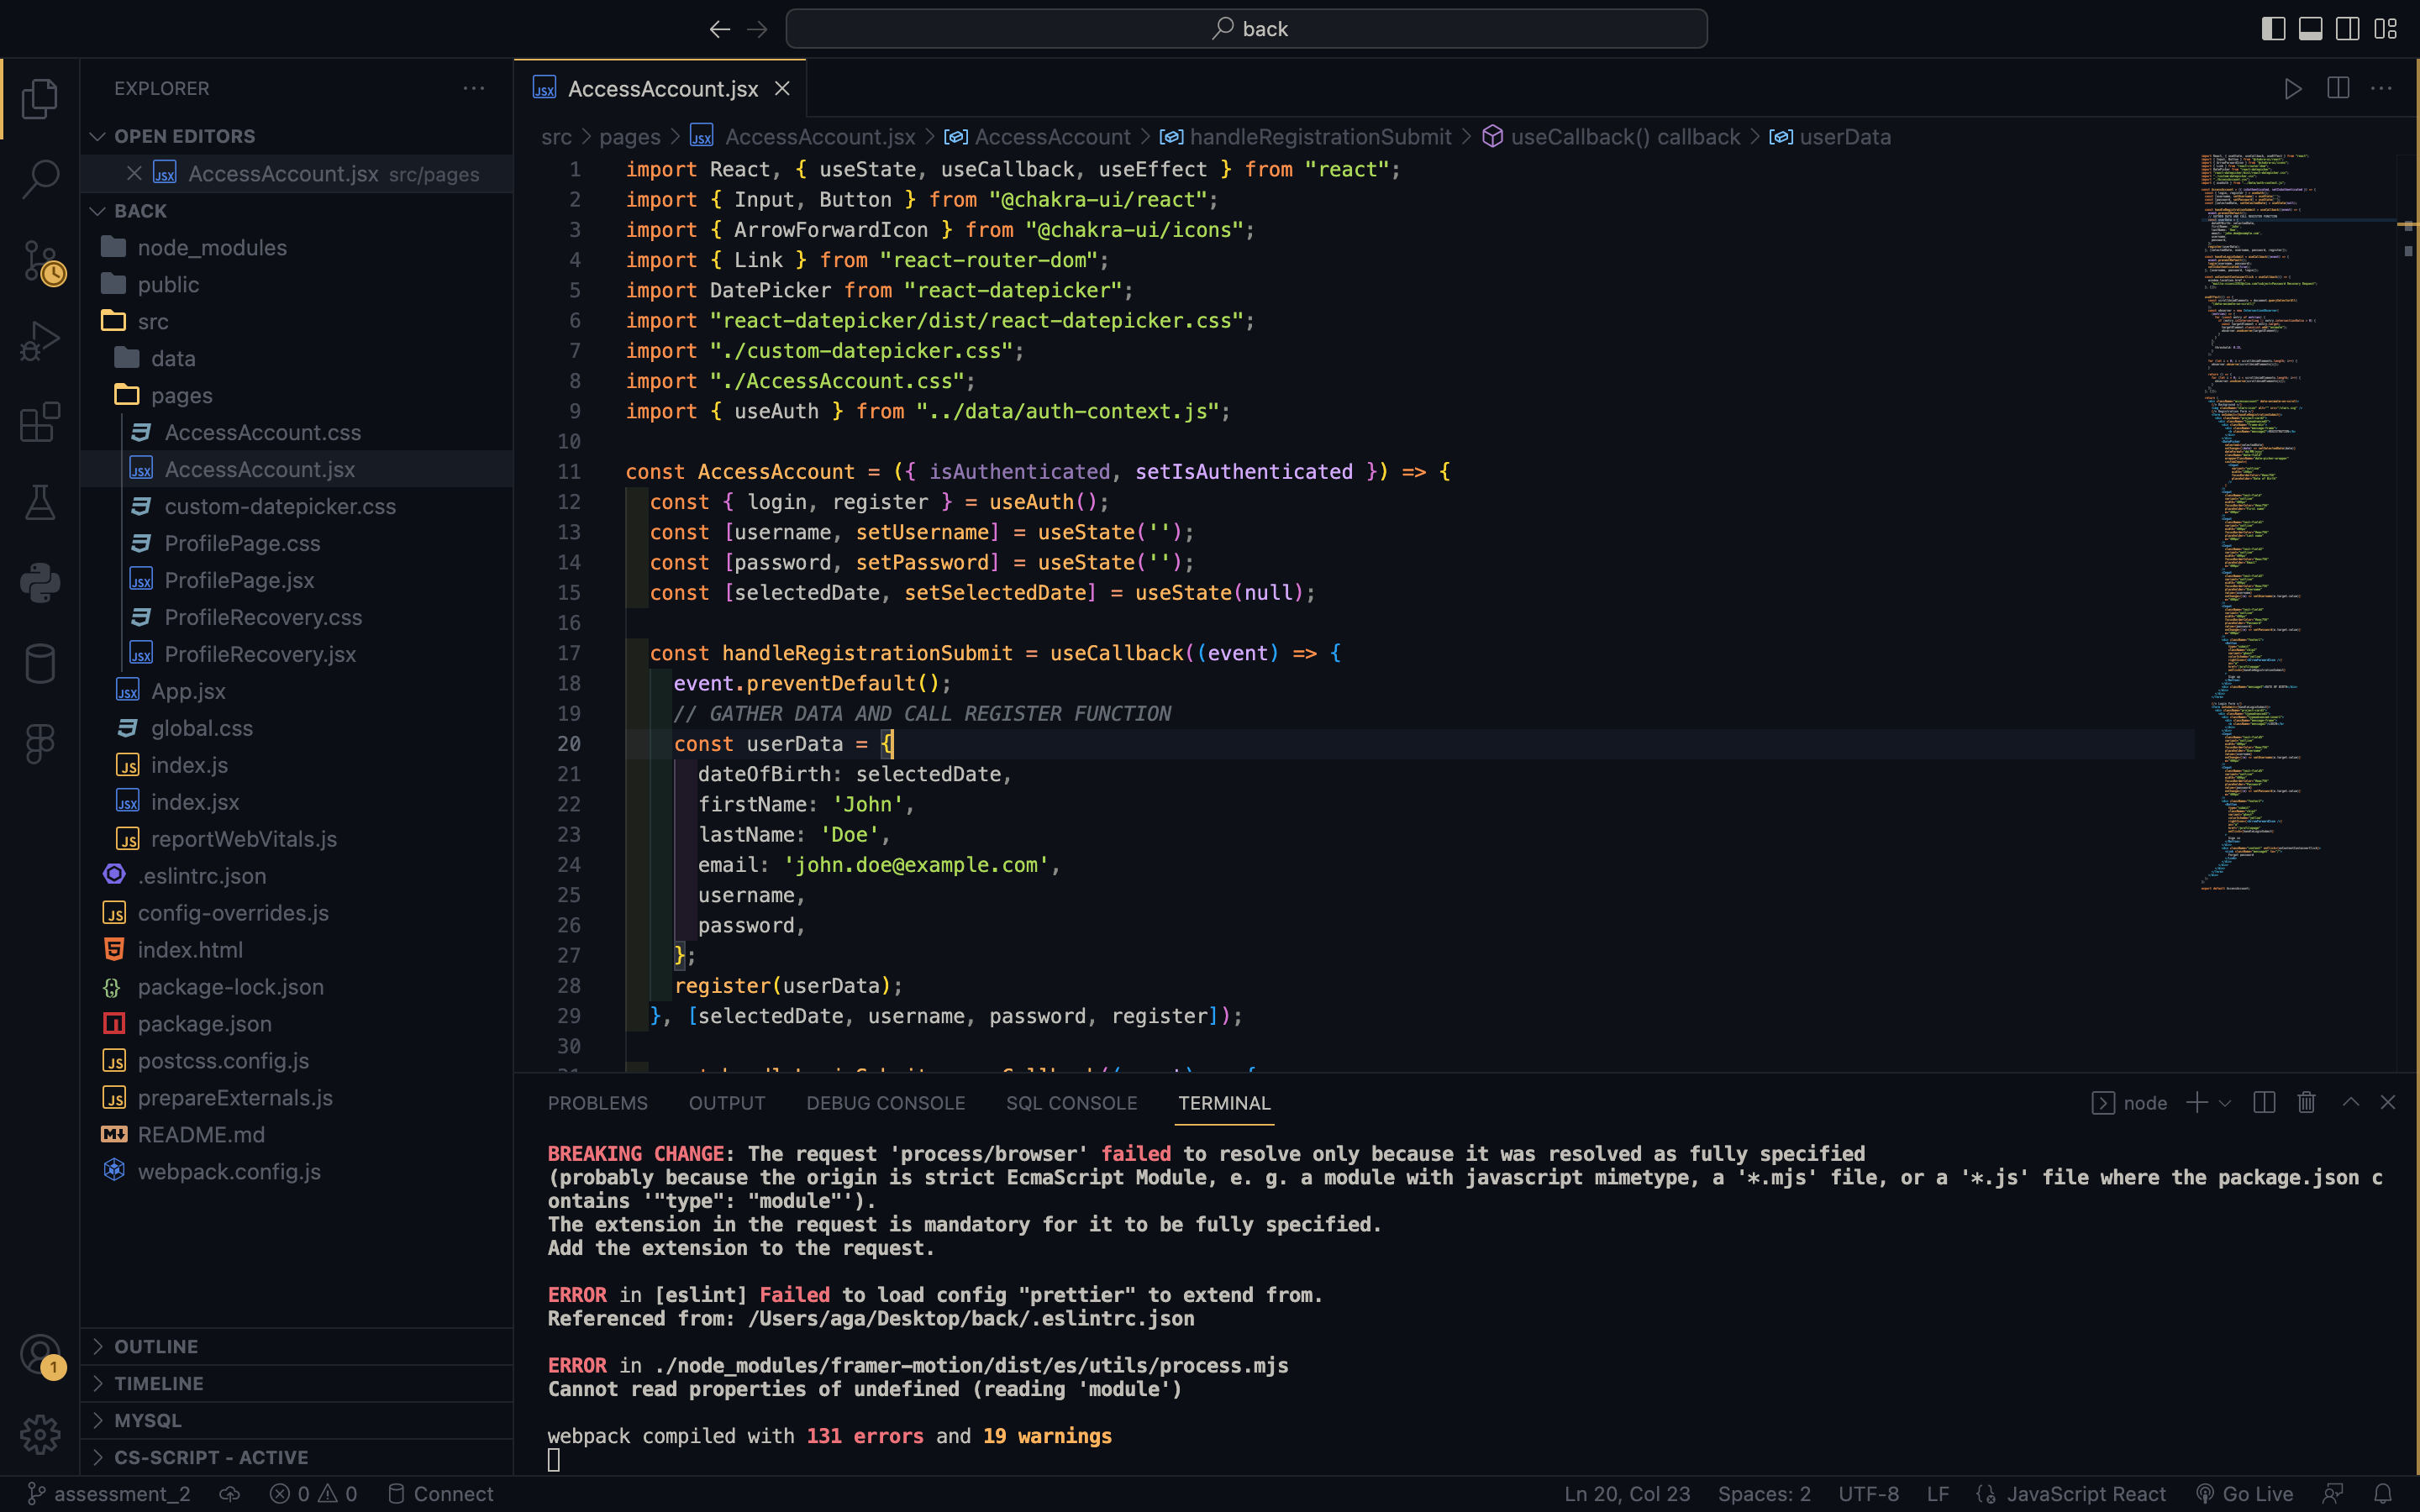 back
EXPLORER
OPEN EDITORS
AccessAccount.jsx src/pages
BACK
node_modules
public
src
data
pages
AccessAccount.css
AccessAccount.jsx
custom-datepicker.css
ProfilePage.css
ProfilePage.jsx
ProfileRecovery.css
ProfileRecovery.jsx
App.jsx
global.css
index.js
index.jsx
reportWebVitals.js
.eslintrc.json
config-overrides.js
index.html
package-lock.json
package.json
postcss.config.js
prepareExternals.js
README.md
webpack.config.js
OUTLINE
TIMELINE
MYSQL
CS-SCRIPT - ACTIVE
1
AccessAccount.jsx
src > pages > AccessAccount.jsx > AccessAccount > handleRegistrationSubmit > useCallback() callback > userData
1 import React, { useState, useCallback, useEffect } from "react";
2 import { Input, Button } from "@chakra-ui/react";
3 import { ArrowForwardIcon } from "@chakra-ui/icons";
4 import { Link } from "react-router-dom";
5 import DatePicker from "react-datepicker";
6 import "react-datepicker/dist/react-datepicker.css";
7 import "./custom-datepicker.css";
8 import "./AccessAccount.css";
9 import { useAuth } from "../data/auth-context.js";
10
11 const AccessAccount = ({ isAuthenticated, setIsAuthenticated }) => {
12 const { login, register } = useAuth();
13 const [username, setUsername] = useState('');
14 const [password, setPassword] = useState('');
15 const [selectedDate, setSelectedDate] = useState(null);
16
17 const handleRegistrationSubmit = useCallback((event) => {
18 event.preventDefault();
19 // GATHER DATA AND CALL REGISTER FUNCTION
20 const userData = {
21 dateOfBirth: selectedDate,
22 firstName: 'John',
23 lastName: 'Doe',
24 email: 'john.doe@example.com',
25 username,
26 password,
27 };
28 register(userData);
29 }, [selectedDate, username, password, register]);
30
PROBLEMS OUTPUT DEBUG CONSOLE SQL CONSOLE TERMINAL node
BREAKING CHANGE: The request 'process/browser' failed to resolve only because it was resolved as fully specified
(probably because the origin is strict EcmaScript Module, e. g. a module with javascript mimetype, a '*.mjs' file, or a '*.js' file where the package.json c
ontains '"type": "module"').
The extension in the request is mandatory for it to be fully specified.
Add the extension to the request.
ERROR in [eslint] Failed to load config "prettier" to extend from.
Referenced from: /Users/aga/Desktop/back/.eslintrc.json
ERROR in ./node_modules/framer-motion/dist/es/utils/process.mjs
Cannot read properties of undefined (reading 'module')
webpack compiled with 131 errors and 19 warnings
assessment_2 0 0 Connect Ln 20, Col 23 Spaces: 2 UTF-8 LF JavaScript React Go Live